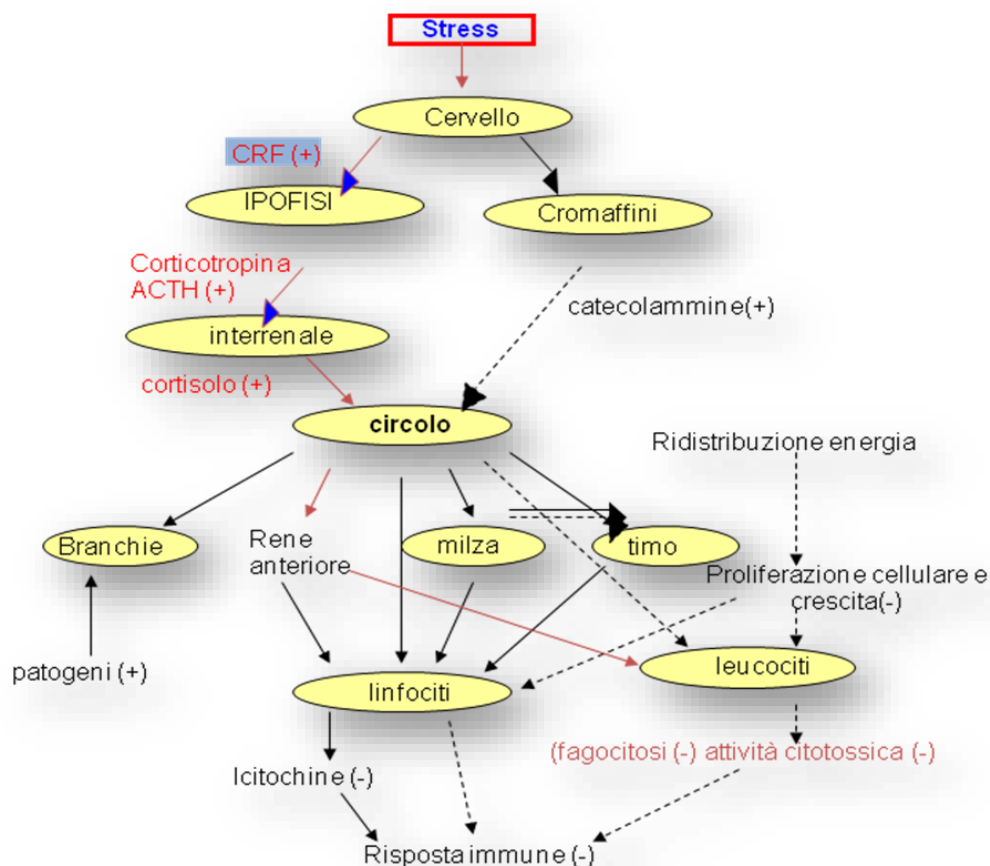 Stress
Cervello
CRF (+)
IPOFISI
Cromaffini
Corticotropina
ACTH (+)
catecolammine(+)
interrenale
cortisolo (+)
circolo
Ridistribuzione energia
Branchie
Rene
anteriore
milza
timo
Proliferazione cellulare e
crescita(-)
patogeni (+)
linfociti
leucociti
(fagocitosi (-) attività citotossica (-)
Icitochine (-)
Risposta immune (-)